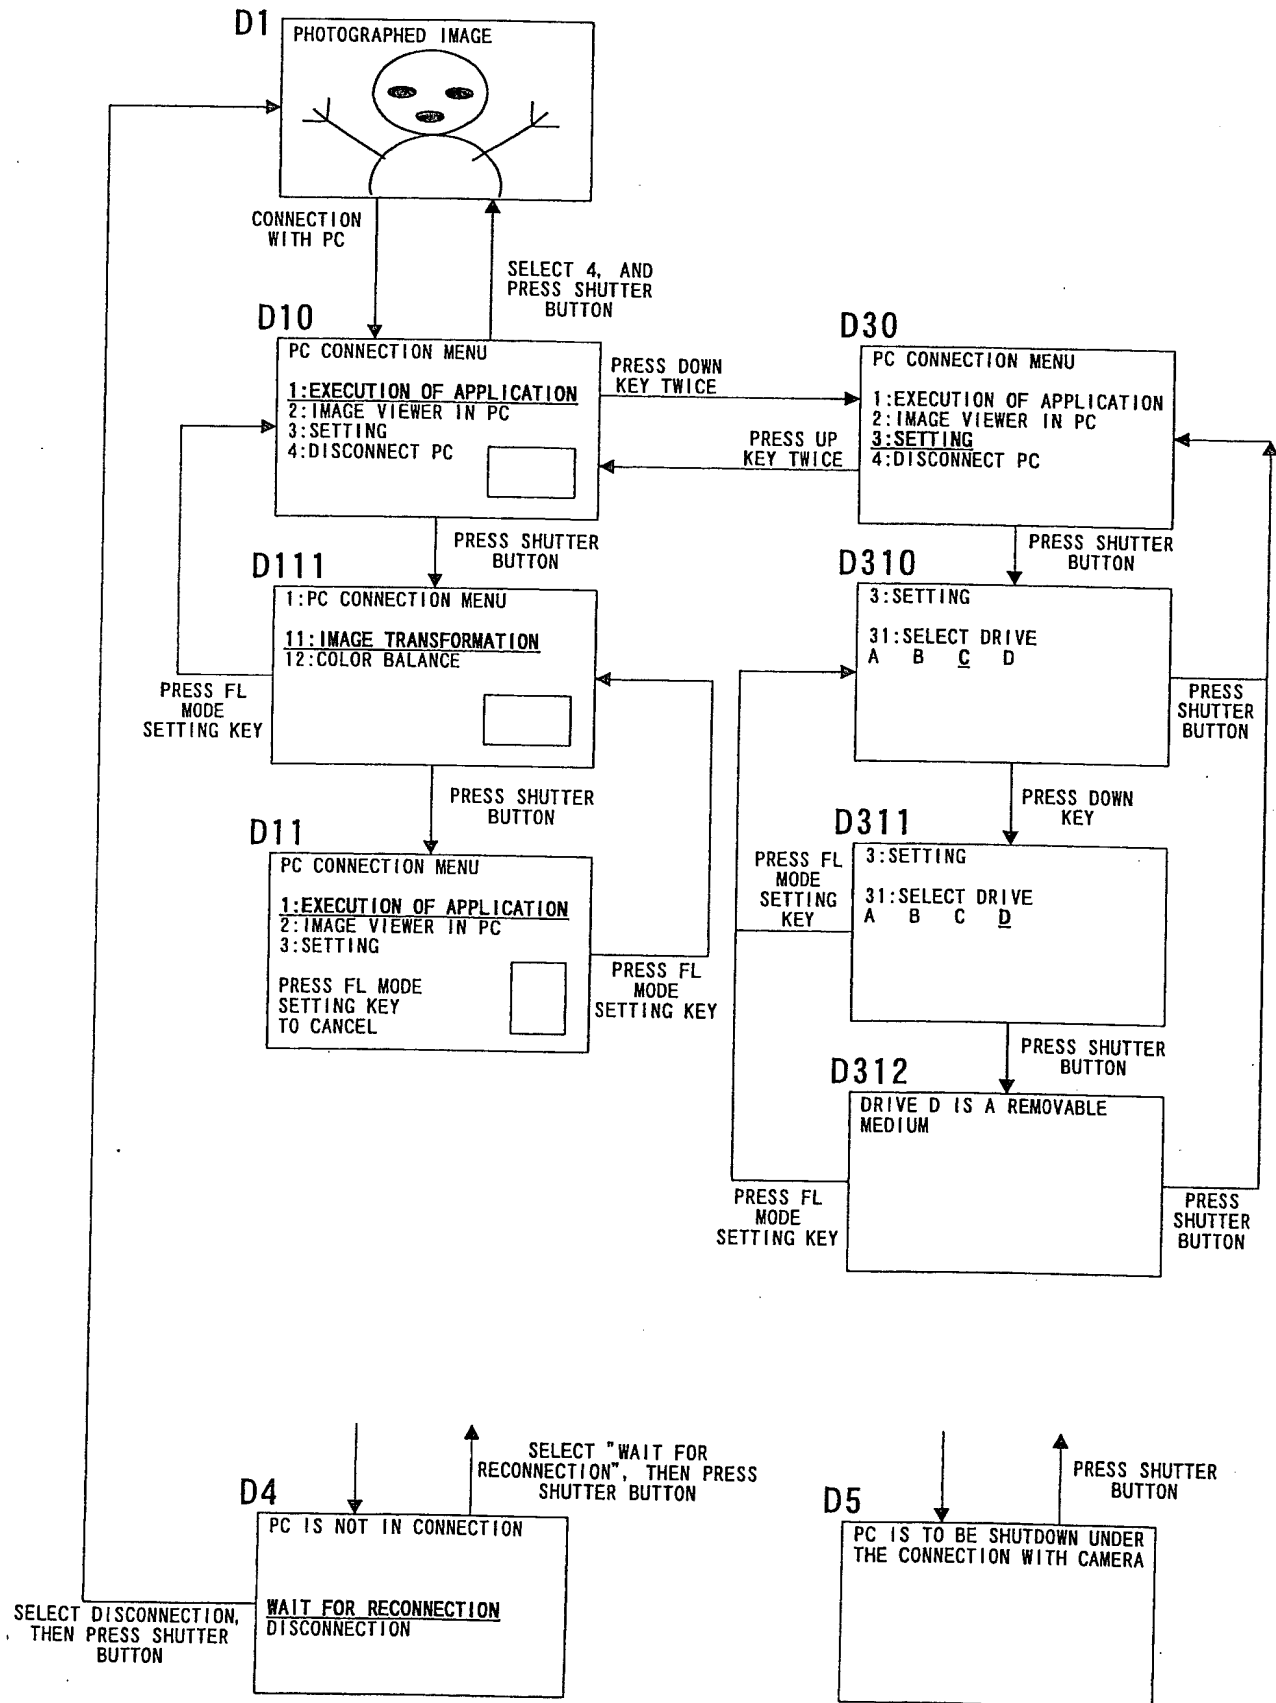 D1
PHOTOGRAPHED IMAGE
CONNECTION
WITH PC
SELECT 4, AND
PRESS SHUTTER
BUTTON
D10
PC CONNECTION MENU
1:EXECUTION OF APPLICATION
2:IMAGE VIEWER IN PC
3:SETTING
4:DISCONNECT PC
PRESS DOWN
KEY TWICE
PRESS UP
KEY TWICE
D30
PC CONNECTION MENU
1:EXECUTION OF APPLICATION
2:IMAGE VIEWER IN PC
3:SETTING
4:DISCONNECT PC
PRESS SHUTTER
BUTTON
PRESS SHUTTER
BUTTON
D111
1:PC CONNECTION MENU
11:IMAGE TRANSFORMATION
12:COLOR BALANCE
PRESS FL
MODE
SETTING KEY
D310
3:SETTING
31:SELECT DRIVE
A B C D
PRESS
SHUTTER
BUTTON
PRESS SHUTTER
BUTTON
PRESS DOWN
KEY
D11
PC CONNECTION MENU
1:EXECUTION OF APPLICATION
2:IMAGE VIEWER IN PC
3:SETTING
PRESS FL MODE
SETTING KEY
TO CANCEL
PRESS FL
MODE
SETTING KEY
PRESS FL
MODE
SETTING
KEY
D311
3:SETTING
31:SELECT DRIVE
A B C D
PRESS SHUTTER
BUTTON
D312
DRIVE D IS A REMOVABLE
MEDIUM
PRESS FL
MODE
SETTING KEY
PRESS
SHUTTER
BUTTON
SELECT "WAIT FOR
RECONNECTION", THEN PRESS
SHUTTER BUTTON
D4
PC IS NOT IN CONNECTION
WAIT FOR RECONNECTION
DISCONNECTION
SELECT DISCONNECTION,
THEN PRESS SHUTTER
BUTTON
PRESS SHUTTER
BUTTON
D5
PC IS TO BE SHUTDOWN UNDER
THE CONNECTION WITH CAMERA